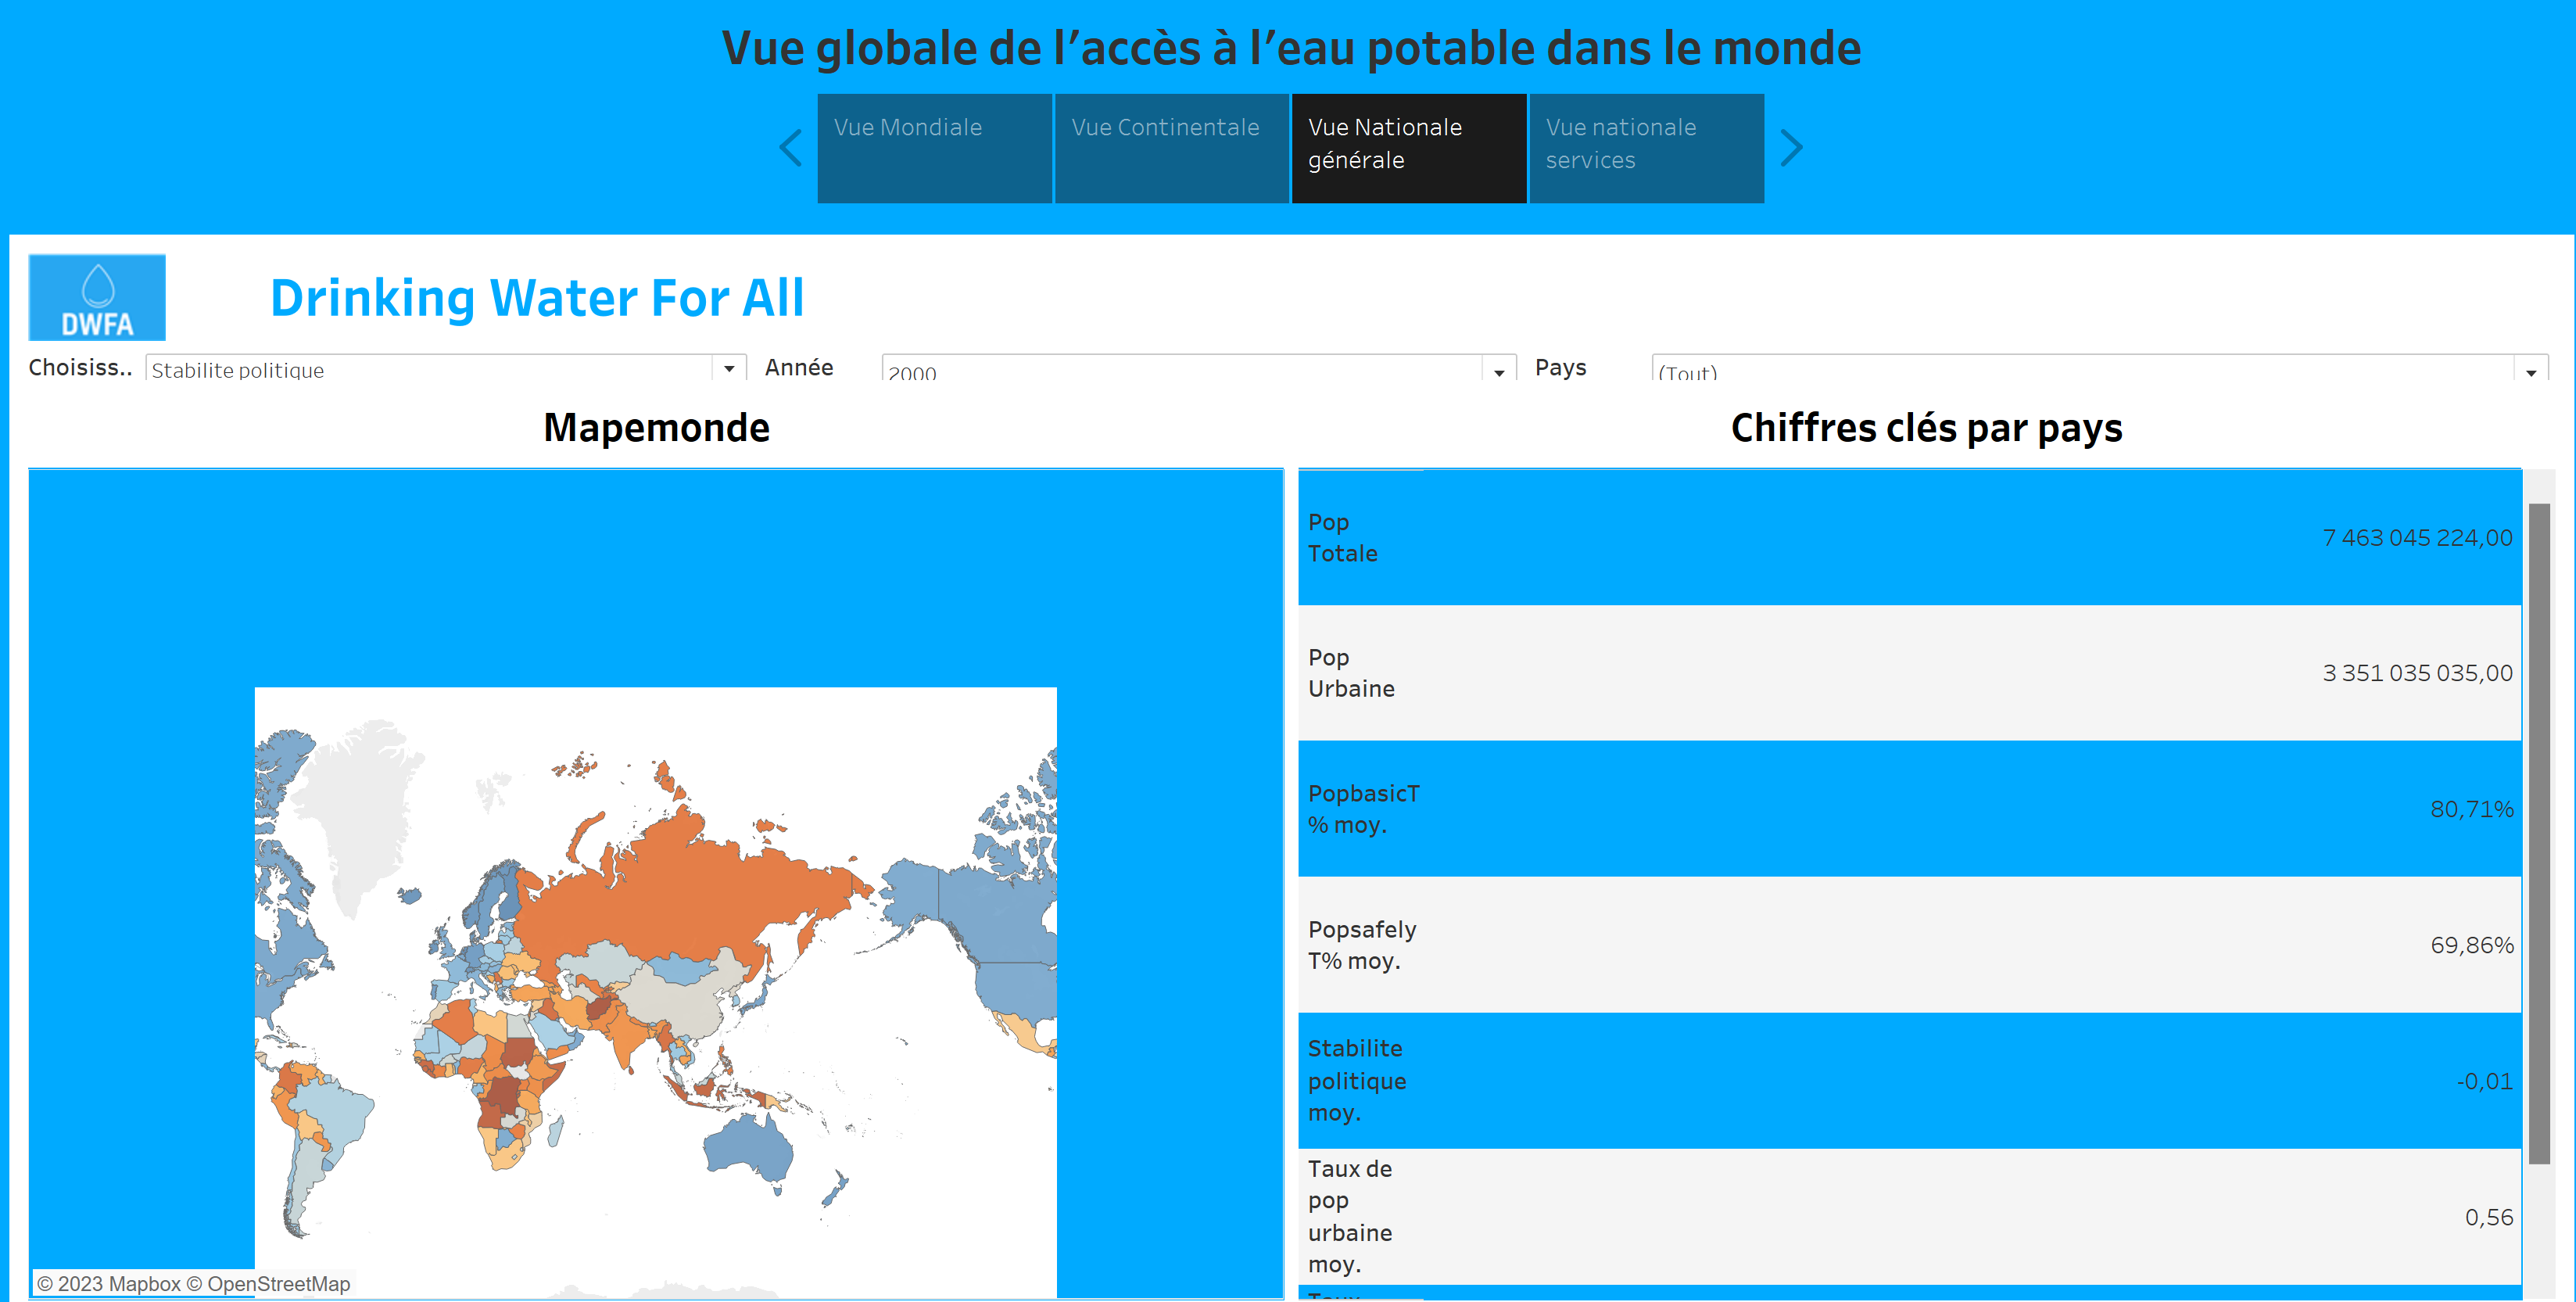 Vue globale de l'accès à l'eau potable dans le monde
Vue Mondiale
Vue Continentale
Vue Nationale
générale
Vue nationale
services
DWFA
Drinking Water For All
Choisiss..
Stabilite politique
Année
2000
Pays
(Tout)
Mapemonde
Chiffres clés par pays
Pop
Totale
7 463 045 224,00
Pop
Urbaine
3 351 035 035,00
PopbasicT
% moy.
80,71%
Popsafely
T% moy.
69,86%
Stabilite
politique
moy.
-0,01
Taux de
pop
urbaine
moy.
0,56
© 2023 Mapbox © OpenStreetMap